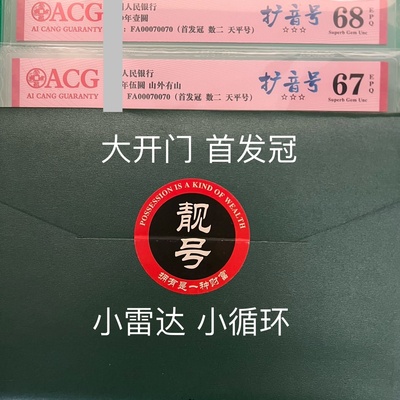 ACG
AI CANG GUARANTY
人民银行
年壹圆
FA00070070 (首发冠 数二 天平号)
扩音号
☆☆☆
68
EPQ
Superb Gem Unc
ACG
AI CANG GUARANTY
人民银行
年伍圆 山外有山
FA00070070 (首发冠 数二 天平号)
扩音号
☆☆☆
67
EPQ
Superb Gem Unc
大开门 首发冠
POSSESSION IS A KIND OF WEALTH
靓号
拥有是一种财富
小雷达 小循环